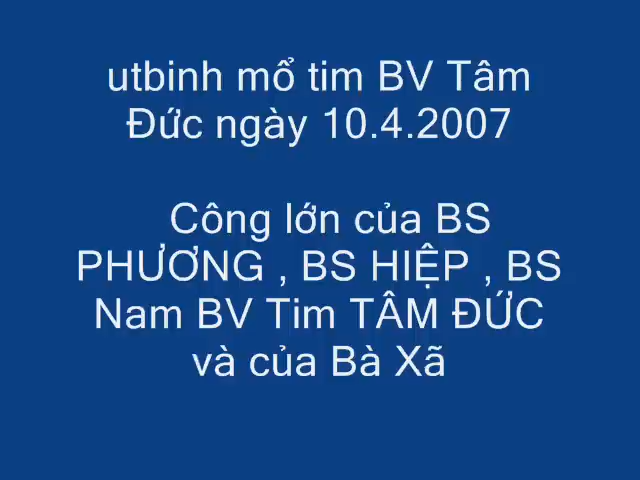 utbinh mổ tim BV Tâm
Đức ngày 10.4.2007
Công lớn của BS
PHƯƠNG , BS HIỆP , BS
Nam BV Tim TÂM ĐỨC
và của Bà Xã